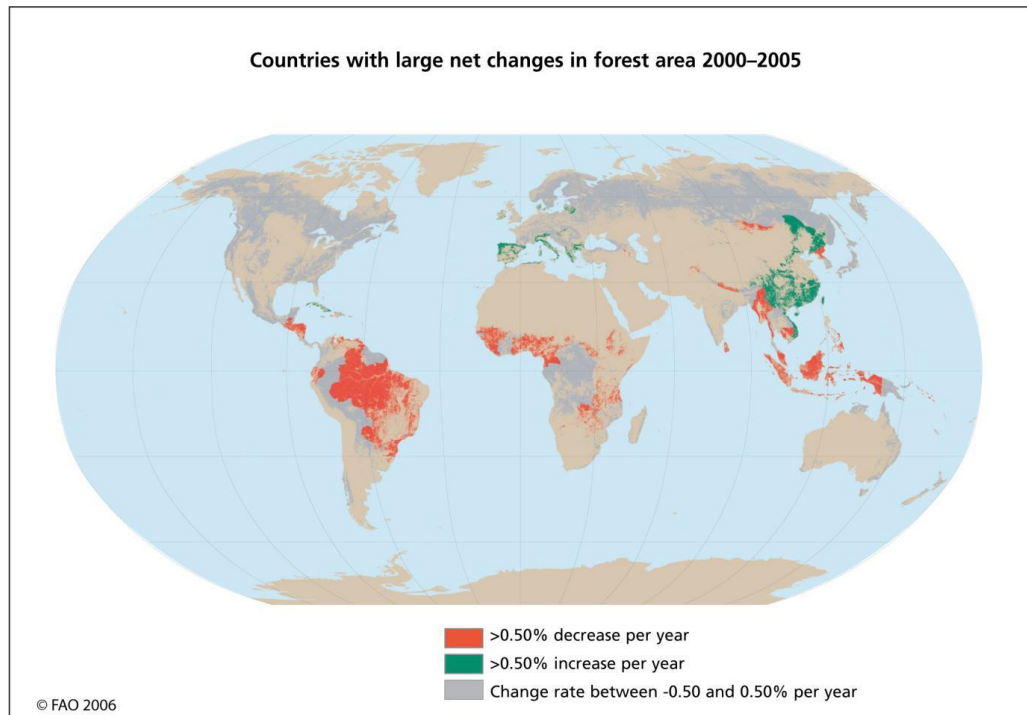 Countries with large net changes in forest area 2000–2005
>0.50% decrease per year
>0.50% increase per year
Change rate between -0.50 and 0.50% per year
© FAO 2006